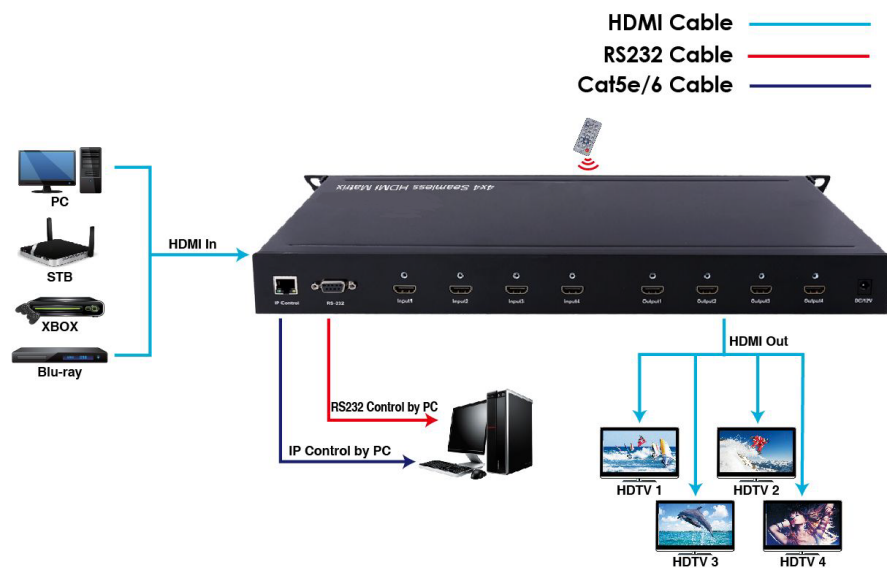 HDMI Cable
RS232 Cable
Cat5e/6 Cable
4x4 Seamless HDMI Matrix
PC
STB
XBOX
Blu-ray
HDMI In
IP Control
RS-232
Input1
Input2
Input3
Input4
Output1
Output2
Output3
Output4
DC/12V
HDMI Out
RS232 Control by PC
IP Control by PC
HDTV 1
HDTV 2
HDTV 3
HDTV 4